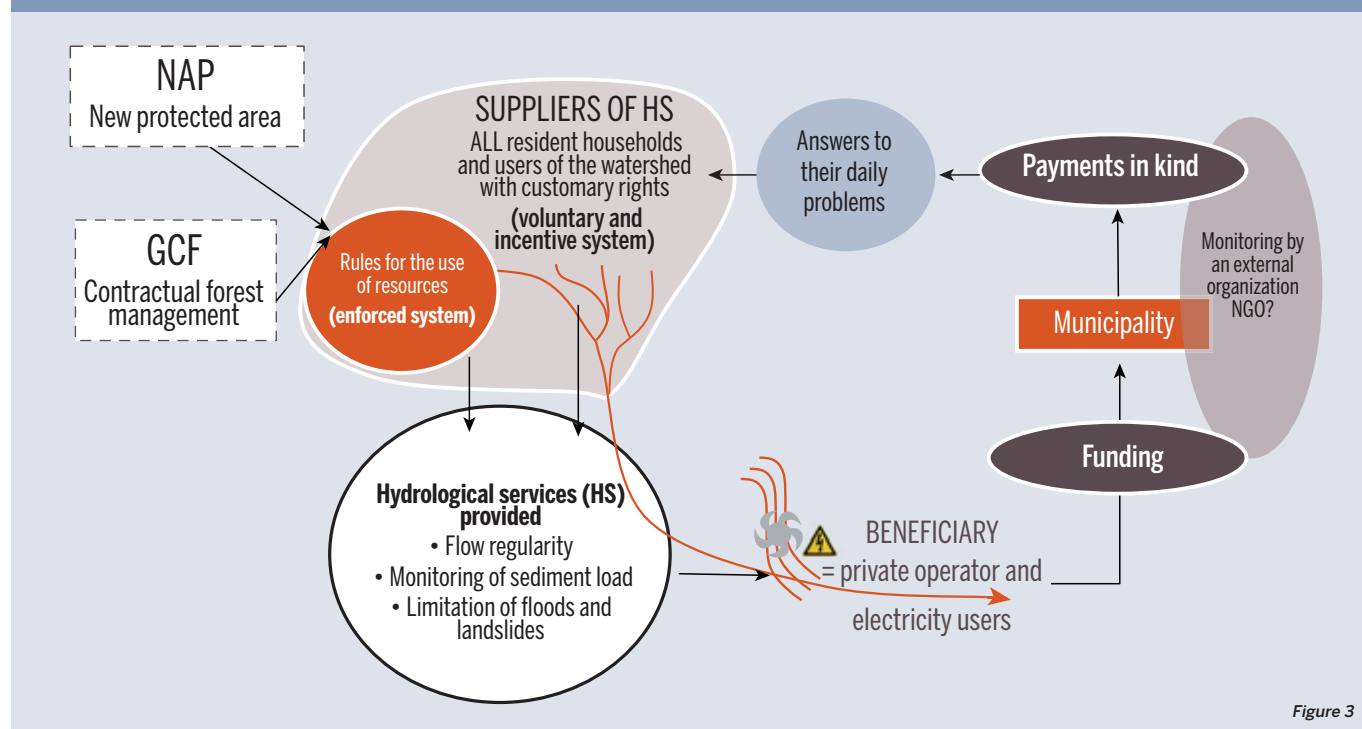 NAP
New protected area
GCF
Contractual forest
management
SUPPLIERS OF HS
ALL resident households
and users of the watershed
with customary rights
(voluntary and
incentive system)
Rules for the use
of resources
(enforced system)
Answers to
their daily
problems
Payments in kind
Monitoring by
an external
organization
NGO?
Municipality
Funding
Hydrological services (HS)
provided
• Flow regularity
• Monitoring of sediment load
• Limitation of floods and
landslides
BENEFICIARY
= private operator and
electricity users
Figure 3